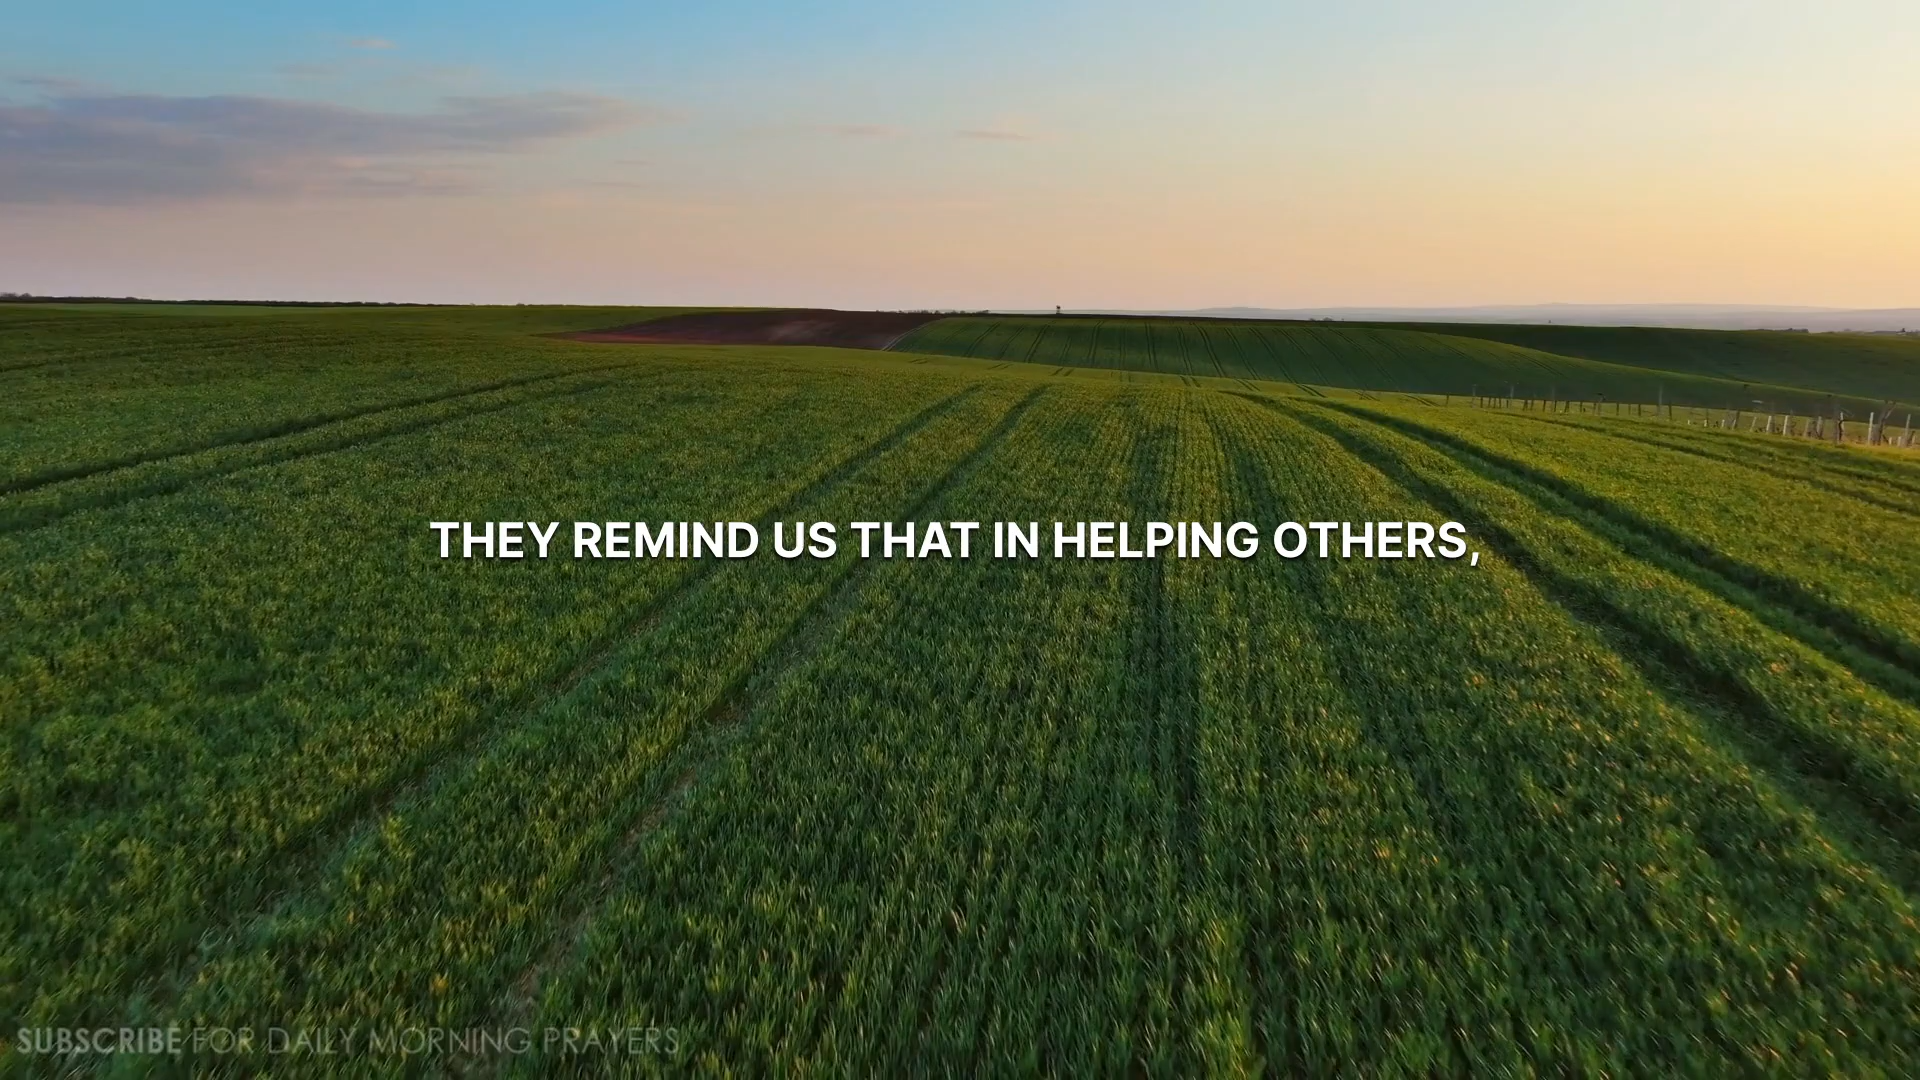 THEY REMIND US THAT IN HELPING OTHERS,
SUBSCRIBE FOR DAILY MORNING PRAYERS